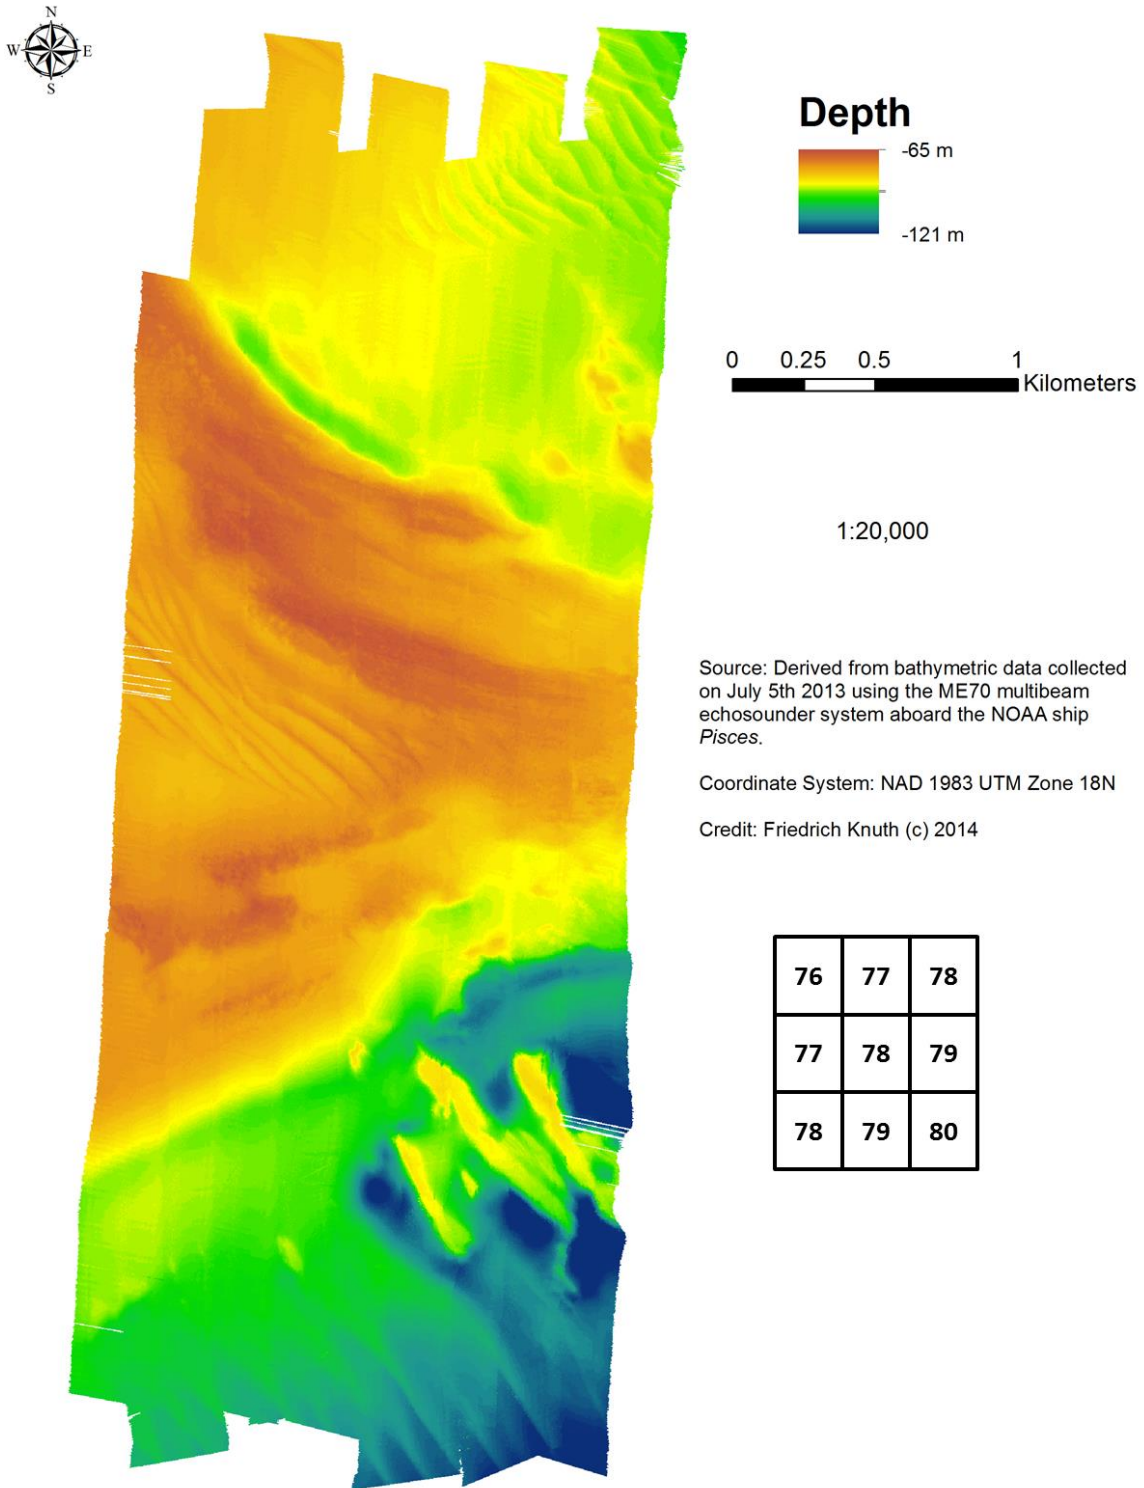 N
W E
S
Depth
-65 m
-121 m
0 0.25 0.5 1
Kilometers
1:20,000
Source: Derived from bathymetric data collected
on July 5th 2013 using the ME70 multibeam
echosounder system aboard the NOAA ship
Pisces.
Coordinate System: NAD 1983 UTM Zone 18N
Credit: Friedrich Knuth (c) 2014
76 77 78
77 78 79
78 79 80